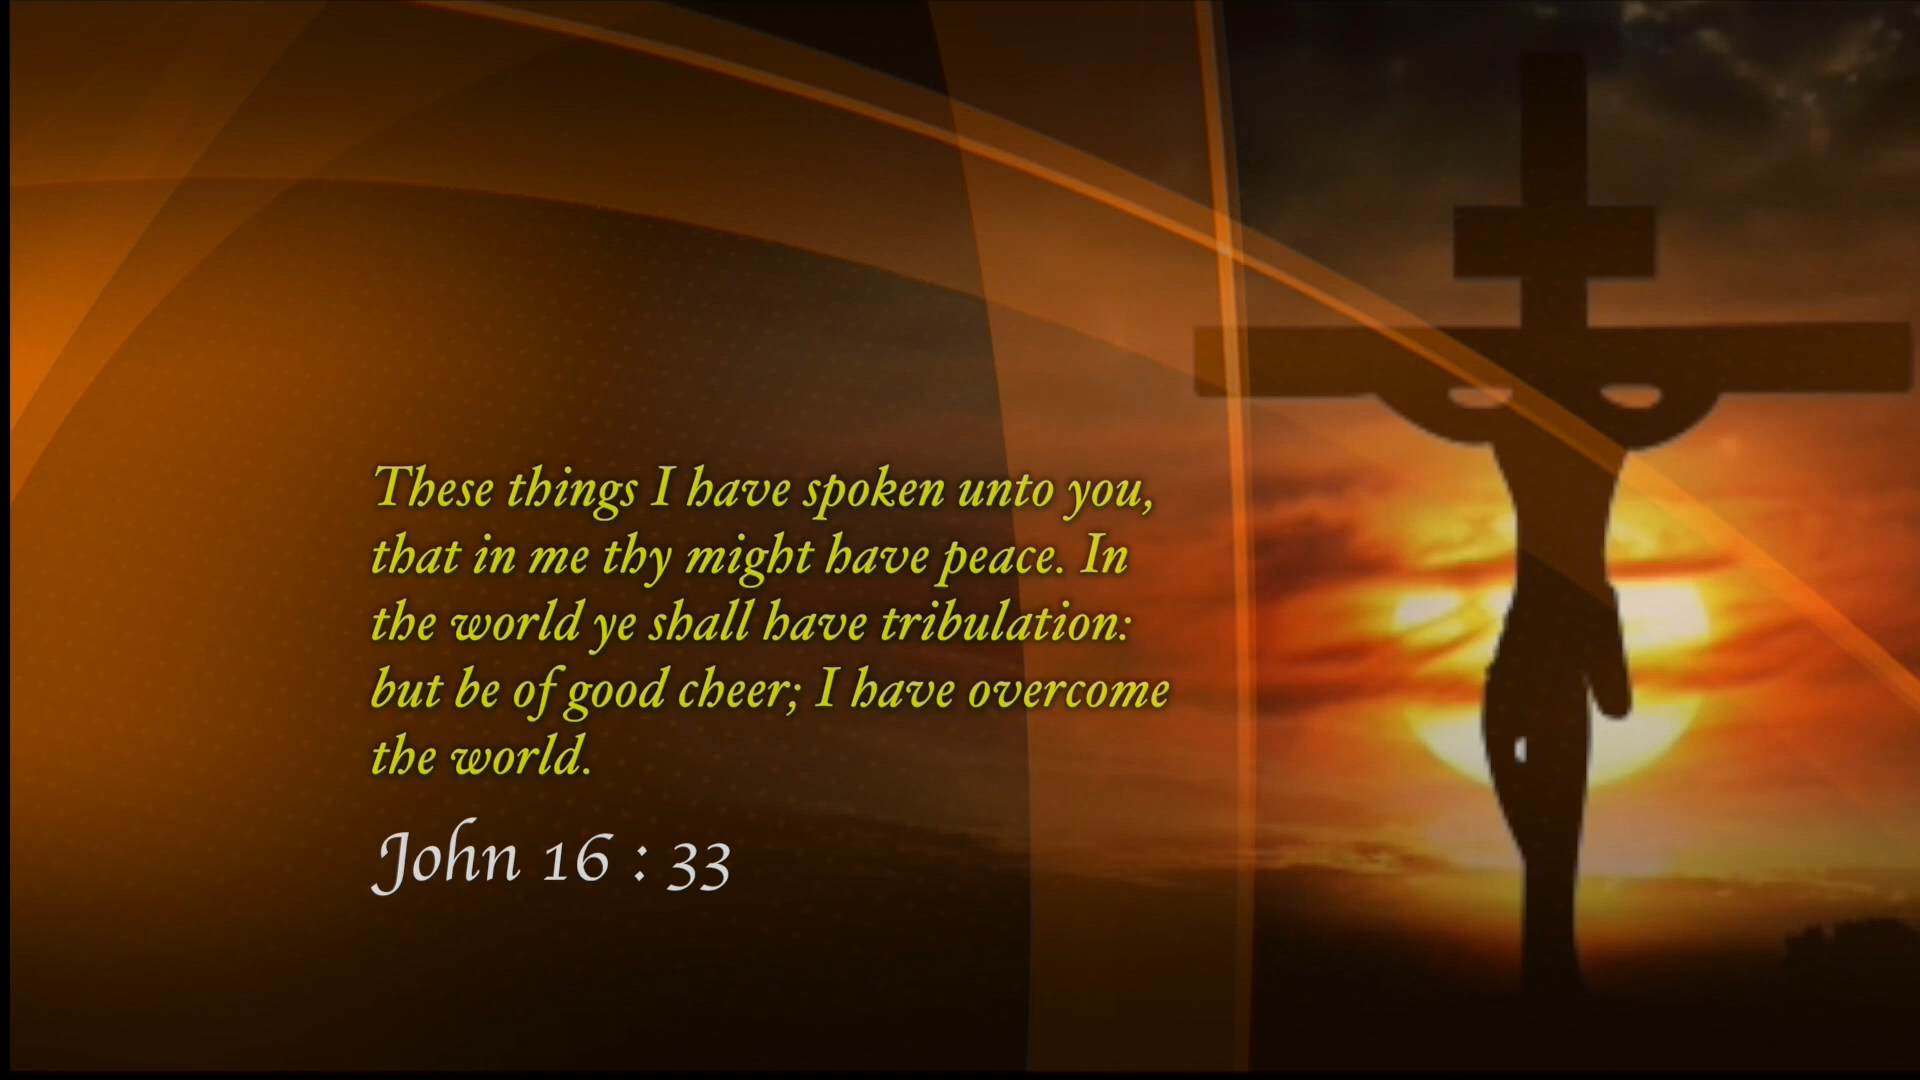 These things I have spoken unto you,
that in me thy might have peace. In
the world ye shall have tribulation:
but be of good cheer; I have overcome
the world.
John 16 : 33